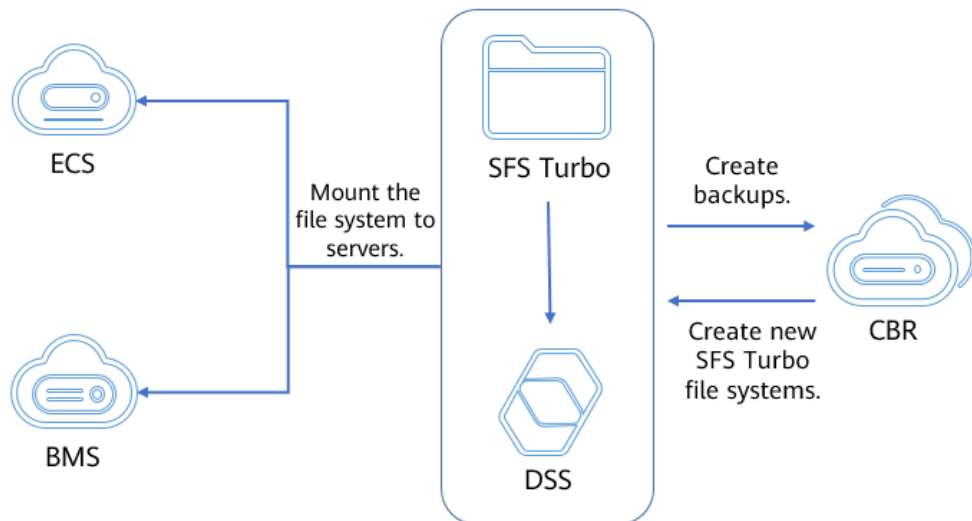 ECS
BMS
Mount the
file system to
servers.
SFS Turbo
DSS
Create
backups.
Create new
SFS Turbo
file systems.
CBR